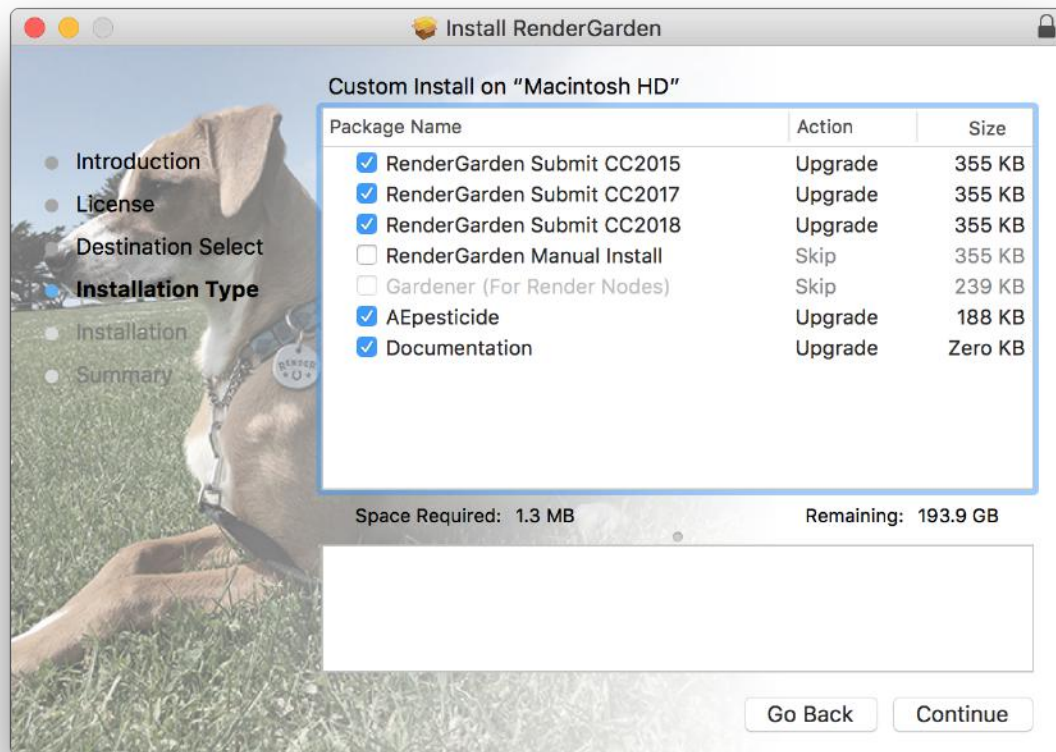 Install RenderGarden
Introduction
License
Destination Select
Installation Type
Installation
Summary
RENDER
Custom Install on “Macintosh HD”
Package Name Action Size
RenderGarden Submit CC2015 Upgrade 355 KB
RenderGarden Submit CC2017 Upgrade 355 KB
RenderGarden Submit CC2018 Upgrade 355 KB
RenderGarden Manual Install Skip 355 KB
Gardener (For Render Nodes) Skip 239 KB
AEpesticide Upgrade 188 KB
Documentation Upgrade Zero KB
Space Required: 1.3 MB Remaining: 193.9 GB
Go Back Continue